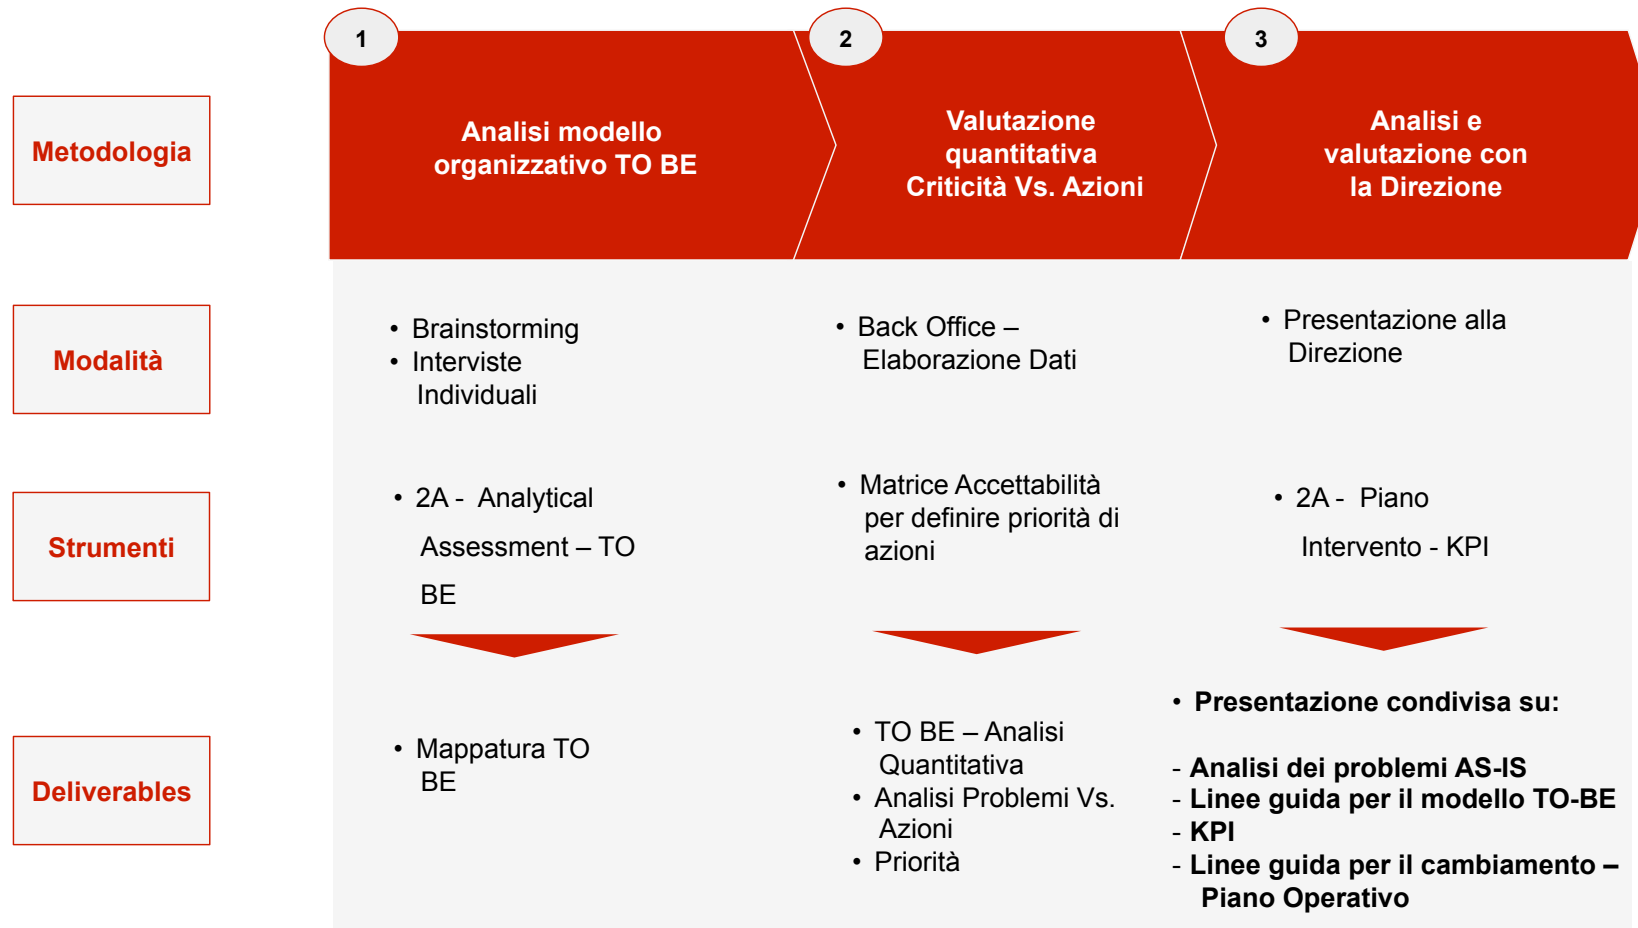 1
2
3
Metodologia
Analisi modello
organizzativo TO BE
Valutazione
quantitativa
Criticità Vs. Azioni
Analisi e
valutazione con
la Direzione
Modalità
• Brainstorming
• Interviste
Individuali
• Back Office –
Elaborazione Dati
• Presentazione alla
Direzione
Strumenti
• 2A - Analytical
Assessment – TO
BE
• Matrice Accettabilità
per definire priorità di
azioni
• 2A - Piano
Intervento - KPI
Deliverables
• Mappatura TO
BE
• TO BE – Analisi
Quantitativa
• Analisi Problemi Vs.
Azioni
• Priorità
• Presentazione condivisa su:
- Analisi dei problemi AS-IS
- Linee guida per il modello TO-BE
- KPI
- Linee guida per il cambiamento –
Piano Operativo